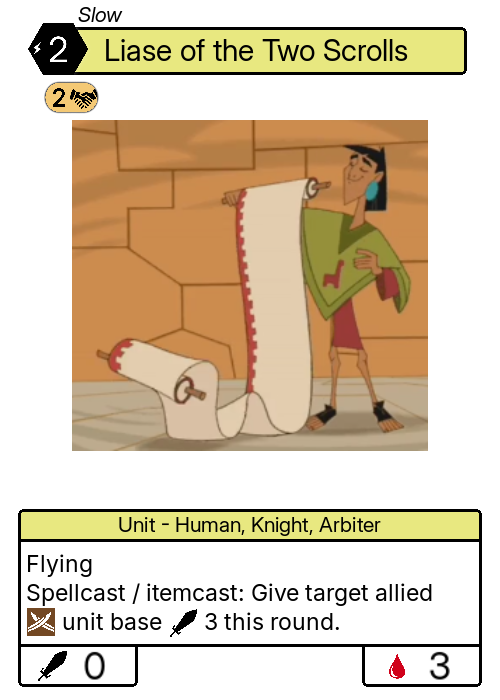 Slow
2 Liase of the Two Scrolls
2
Unit - Human, Knight, Arbiter
Flying
Spellcast / itemcast: Give target allied
unit base 3 this round.
0 3